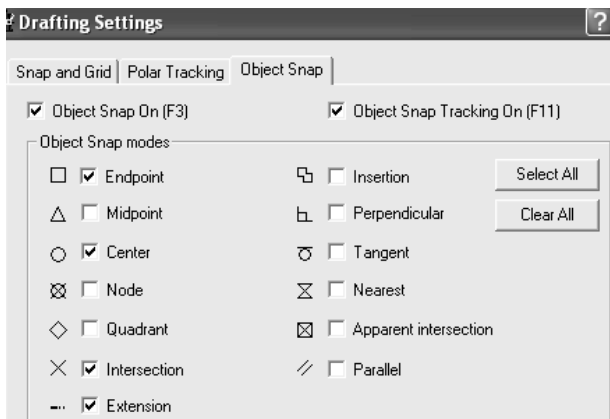 Drafting Settings
?
Snap and Grid Polar Tracking Object Snap
Object Snap On (F3) Object Snap Tracking On (F11)
Object Snap modes
Endpoint Insertion Select All
Midpoint Perpendicular Clear All
Center Tangent
Node Nearest
Quadrant Apparent intersection
Intersection Parallel
Extension